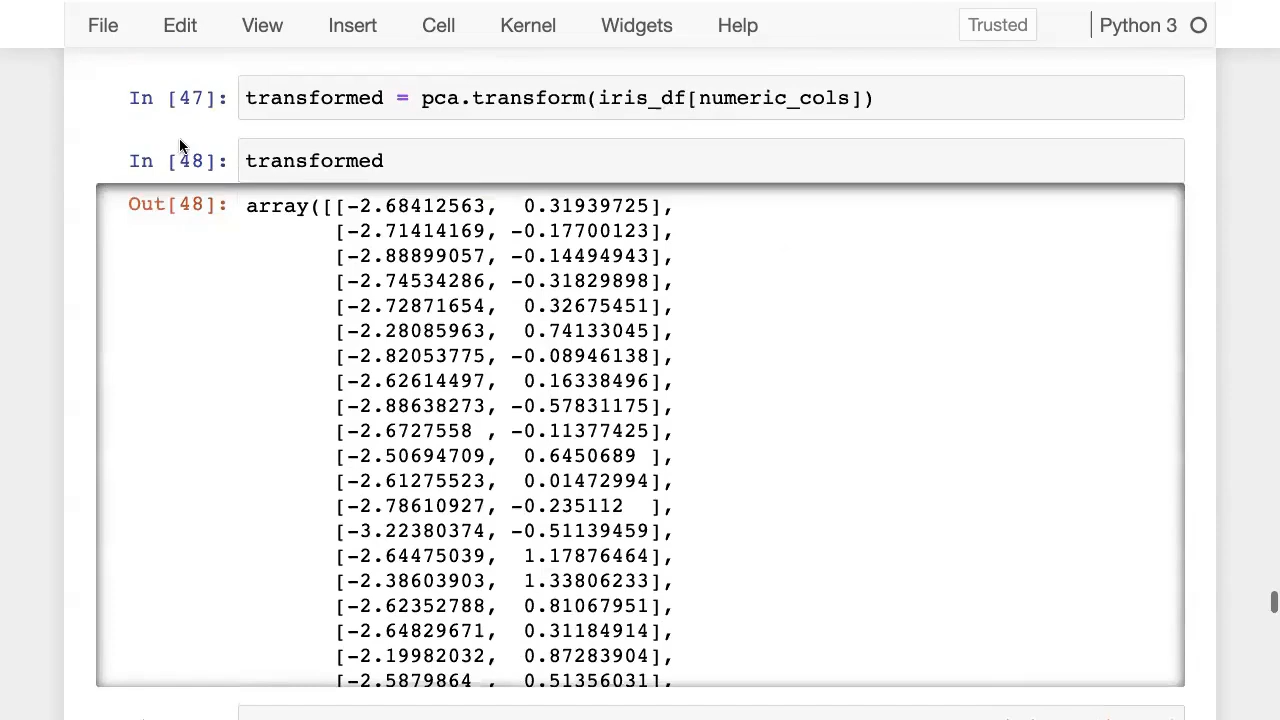 File Edit View Insert Cell Kernel Widgets Help Trusted Python 3
In [47]: transformed = pca.transform(iris_df[numeric_cols])
In [48]: transformed
Out[48]: array([[-2.68412563,  0.31939725],
[-2.71414169, -0.17700123],
[-2.88899057, -0.14494943],
[-2.74534286, -0.31829898],
[-2.72871654,  0.32675451],
[-2.28085963,  0.74133045],
[-2.82053775, -0.08946138],
[-2.62614497,  0.16338496],
[-2.88638273, -0.57831175],
[-2.6727558 , -0.11377425],
[-2.50694709,  0.6450689 ],
[-2.61275523,  0.01472994],
[-2.78610927, -0.235112   ],
[-3.22380374, -0.51139459],
[-2.64475039,  1.17876464],
[-2.38603903,  1.33806233],
[-2.62352788,  0.81067951],
[-2.64829671,  0.31184914],
[-2.19982032,  0.87283904],
[-2.5879864 ,  0.51356031],